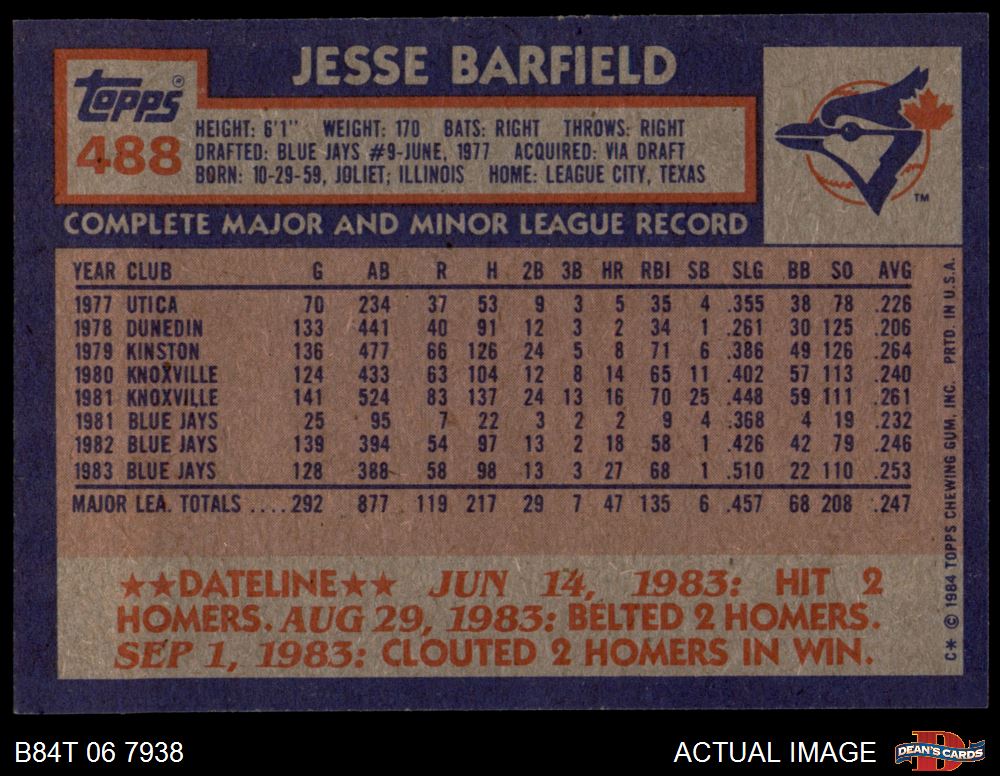 JESSE BARFIELD
Topps®
488
HEIGHT: 6'1" WEIGHT: 170 BATS: RIGHT THROWS: RIGHT
DRAFTED: BLUE JAYS #9-JUNE, 1977 ACQUIRED: VIA DRAFT
BORN: 10-29-59, JOLIET, ILLINOIS HOME: LEAGUE CITY, TEXAS
TM
COMPLETE MAJOR AND MINOR LEAGUE RECORD
YEAR CLUB G AB R H 2B 3B HR RBI SB SLG BB SO AVG
1977 UTICA 70 234 37 53 9 3 5 35 4 .355 38 78 .226
1978 DUNEDIN 133 441 40 91 12 3 2 34 1 .261 30 125 .206
1979 KINSTON 136 477 66 126 24 5 8 71 6 .386 49 126 .264
1980 KNOXVILLE 124 433 63 104 12 8 14 65 11 .402 57 113 .240
1981 KNOXVILLE 141 524 83 137 24 13 16 70 25 .448 59 111 .261
1981 BLUE JAYS 25 95 7 22 3 2 2 9 4 .368 4 19 .232
1982 BLUE JAYS 139 394 54 97 13 2 18 58 1 .426 42 79 .246
1983 BLUE JAYS 128 388 58 98 13 3 27 68 1 .510 22 110 .253
MAJOR LEA. TOTALS ....292 877 119 217 29 7 47 135 6 .457 68 208 .247
★★DATELINE★★ JUN 14, 1983: HIT 2
HOMERS. AUG 29, 1983: BELTED 2 HOMERS.
SEP 1, 1983: CLOUTED 2 HOMERS IN WIN.
C* © 1984 TOPPS CHEWING GUM, INC. PRTD. IN U.S.A.
B84T 06 7938
ACTUAL IMAGE
DEAN'S CARDS